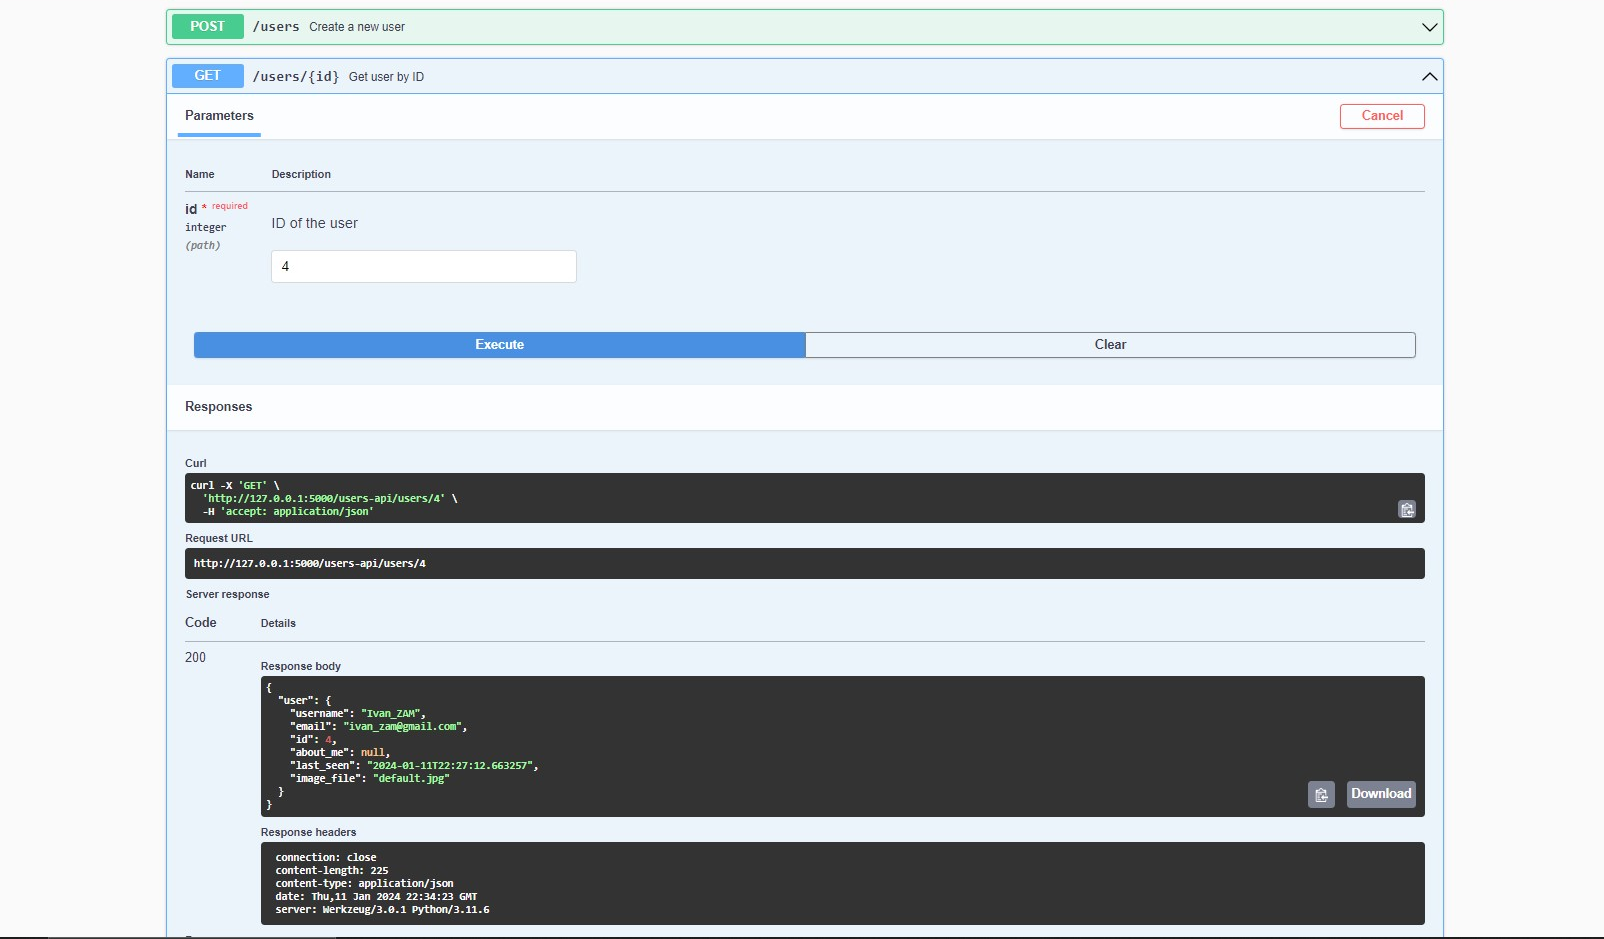 POST /users Create a new user
GET /users/{id} Get user by ID
Parameters
Cancel
Name Description
id * required
integer
(path)
ID of the user
4
Execute Clear
Responses
Curl
curl -X 'GET' \
  'http://127.0.0.1:5000/users-api/users/4' \
  -H 'accept: application/json'
Request URL
http://127.0.0.1:5000/users-api/users/4
Server response
Code Details
200
Response body
{
  "user": {
    "username": "Ivan_ZAM",
    "email": "ivan_zam@gmail.com",
    "id": 4,
    "about_me": null,
    "last_seen": "2024-01-11T22:27:12.663257",
    "image_file": "default.jpg"
  }
}
Download
Response headers
connection: close
content-length: 225
content-type: application/json
date: Thu,11 Jan 2024 22:34:23 GMT
server: Werkzeug/3.0.1 Python/3.11.6